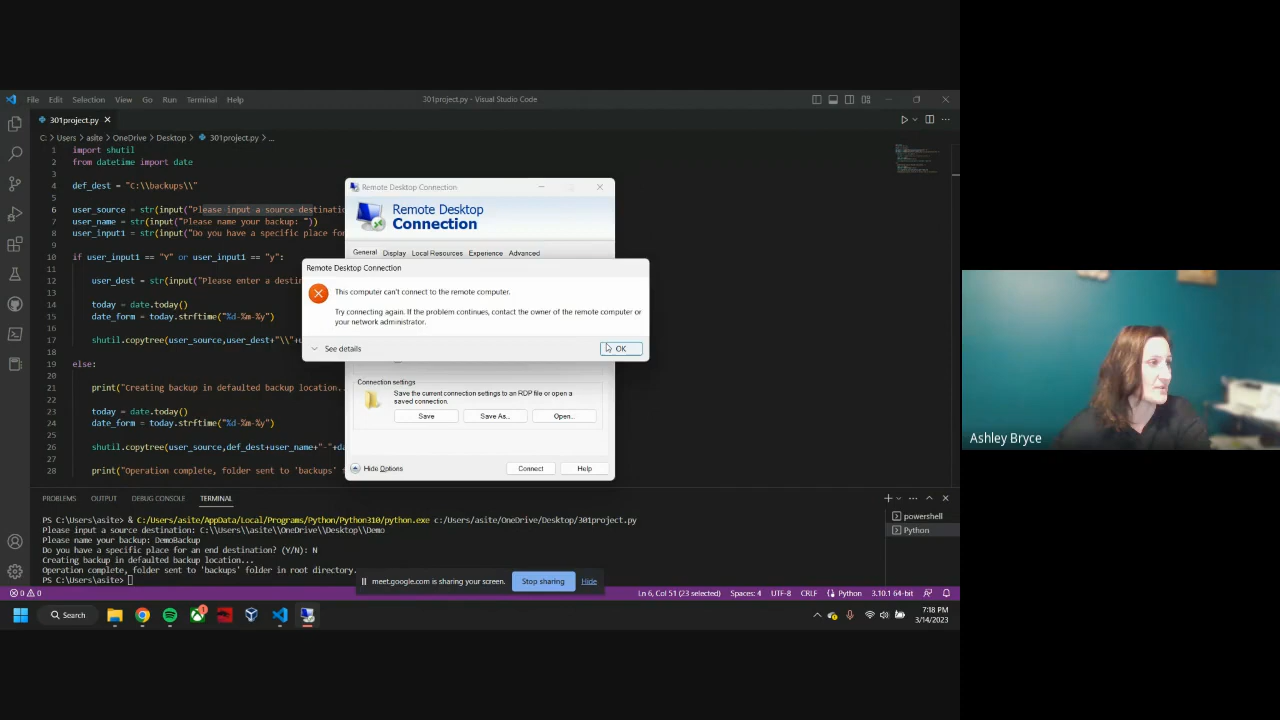 File Edit Selection View Go Run Terminal Help
301project.py - Visual Studio Code
301project.py
C: > Users > asite > OneDrive > Desktop > 301project.py > ...
1 import shutil
2 from datetime import date
3
4 def_dest = "C:\\backups\\"
5
6 user_source = str(input("Please input a source destinatio
7 user_name = str(input("Please name your backup: "))
8 user_input1 = str(input("Do you have a specific place for
9
10 if user_input1 == "Y" or user_input1 == "y":
11
12 user_dest = str(input("Please enter a destin
13
14 today = date.today()
15 date_form = today.strftime("%d-%m-%y")
16
17 shutil.copytree(user_source,user_dest+"\\"+u
18
19 else:
20
21 print("Creating backup in defaulted backup location..
22
23 today = date.today()
24 date_form = today.strftime("%d-%m-%y")
25
26 shutil.copytree(user_source,def_dest+user_name+"-"+da
27
28 print("Operation complete, folder sent to 'backups' f
Remote Desktop Connection
Remote Desktop
Connection
General Display Local Resources Experience Advanced
Remote Desktop Connection
This computer can't connect to the remote computer.
Try connecting again. If the problem continues, contact the owner of the remote computer or
your network administrator.
See details
OK
Connection settings
Save the current connection settings to an RDP file or open a
saved connection.
Save Save As... Open...
Hide Options
Connect Help
PROBLEMS OUTPUT DEBUG CONSOLE TERMINAL
PS C:\Users\asite> & C:/Users/asite/AppData/Local/Programs/Python/Python310/python.exe c:/Users/asite/OneDrive/Desktop/301project.py
Please input a source destination: C:\\Users\\asite\\OneDrive\\Desktop\\Demo
Please name your backup: DemoBackup
Do you have a specific place for an end destination? (Y/N): N
Creating backup in defaulted backup location...
Operation complete, folder sent to 'backups' folder in root directory.
PS C:\Users\asite>
powershell
Python
meet.google.com is sharing your screen.
Stop sharing
Hide
0 0
Ln 6, Col 51 (23 selected) Spaces: 4 UTF-8 CRLF Python 3.10.1 64-bit
Search
7:18 PM
3/14/2023
Ashley Bryce